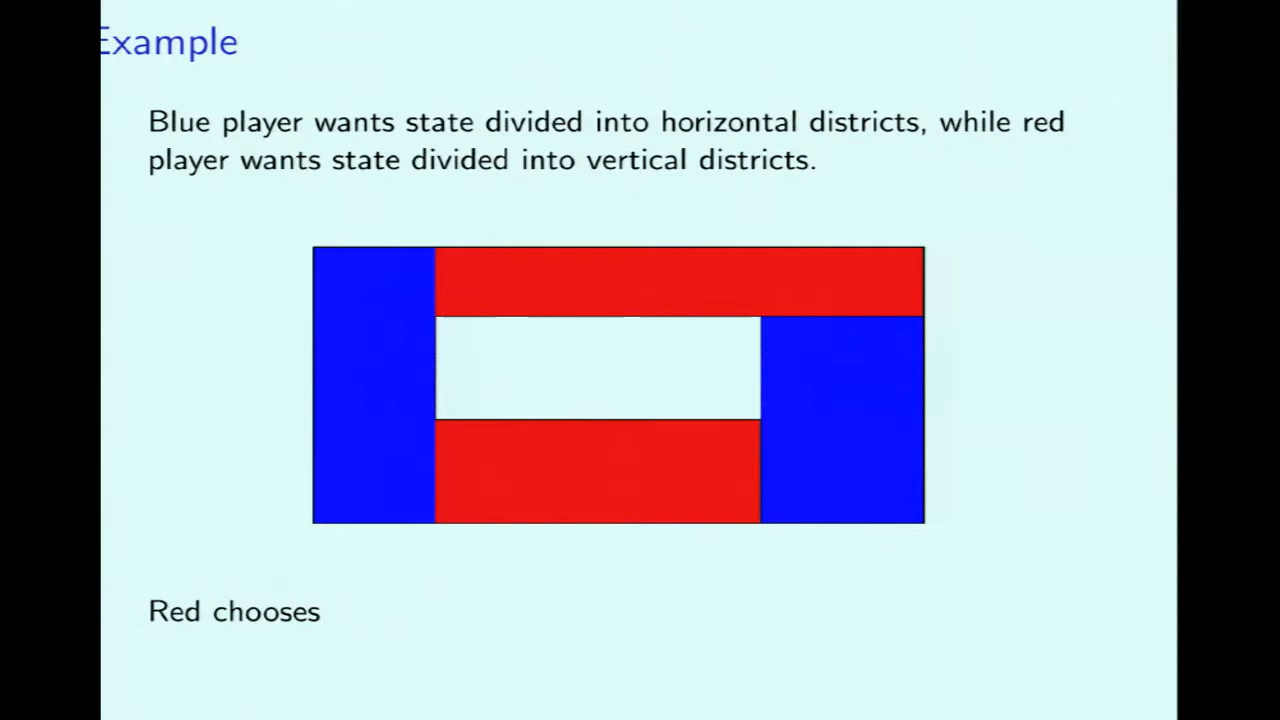 Example
Blue player wants state divided into horizontal districts, while red
player wants state divided into vertical districts.
Red chooses